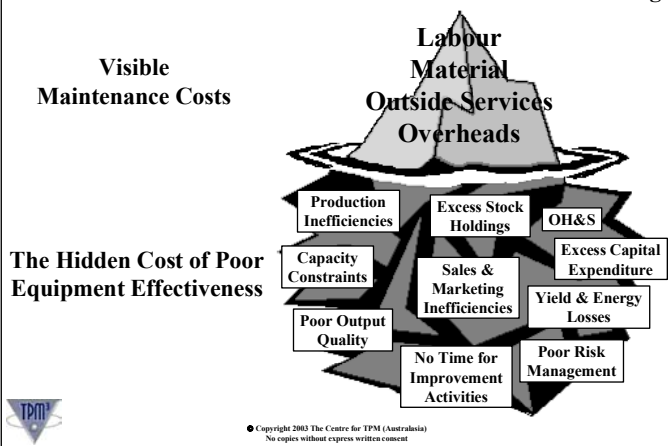 Visible
Maintenance Costs
Labour
Material
Outside Services
Overheads
The Hidden Cost of Poor
Equipment Effectiveness
Production
Inefficiencies
Excess Stock
Holdings
OH&S
Capacity
Constraints
Sales &
Marketing
Inefficiencies
Excess Capital
Expenditure
Yield & Energy
Losses
Poor Output
Quality
No Time for
Improvement
Activities
Poor Risk
Management
TPM³
Copyright 2003 The Centre for TPM (Australasia)
No copies without express written consent